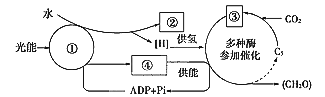 水
②
③
CO₂
[H] 供氢
光能
①
多种酶
参加催化
C₅
④ 供能
(CH₂O)
ADP+Pi